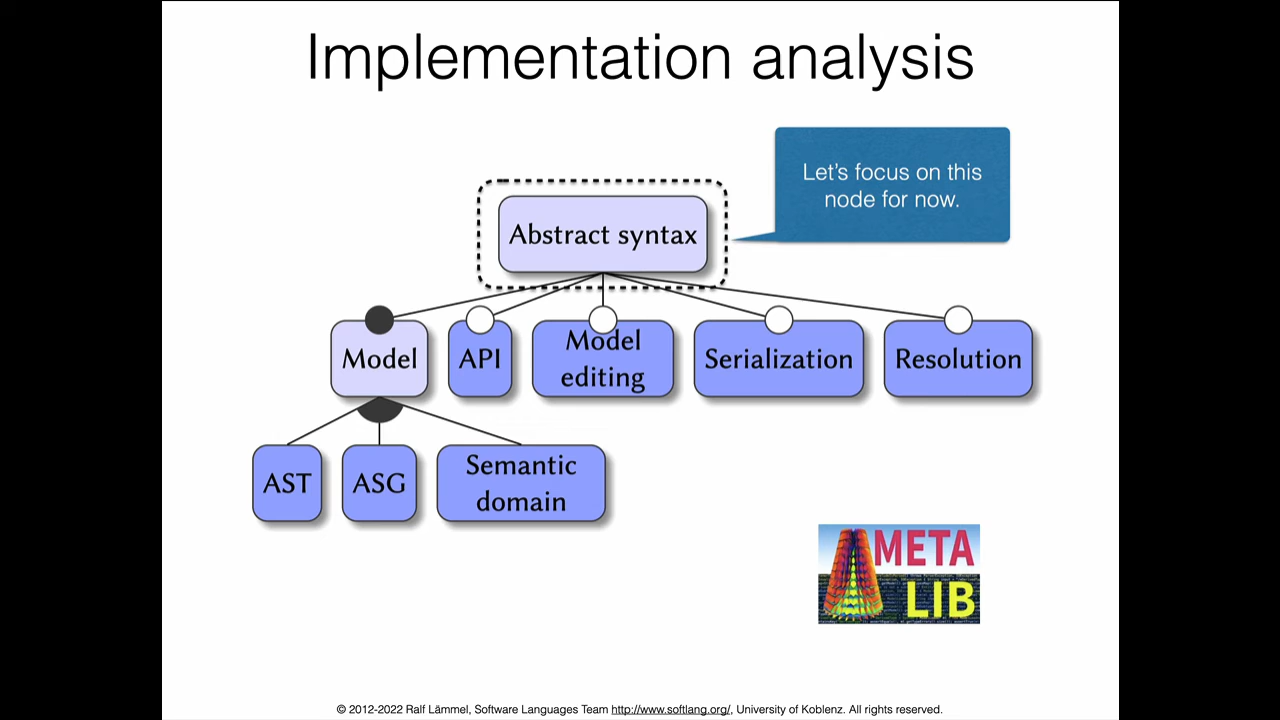 Implementation analysis
Let's focus on this
node for now.
Abstract syntax
Model
API
Model
editing
Serialization
Resolution
AST
ASG
Semantic
domain
META
LIB
© 2012-2022 Ralf Lämmel, Software Languages Team http://www.softlang.org/, University of Koblenz. All rights reserved.